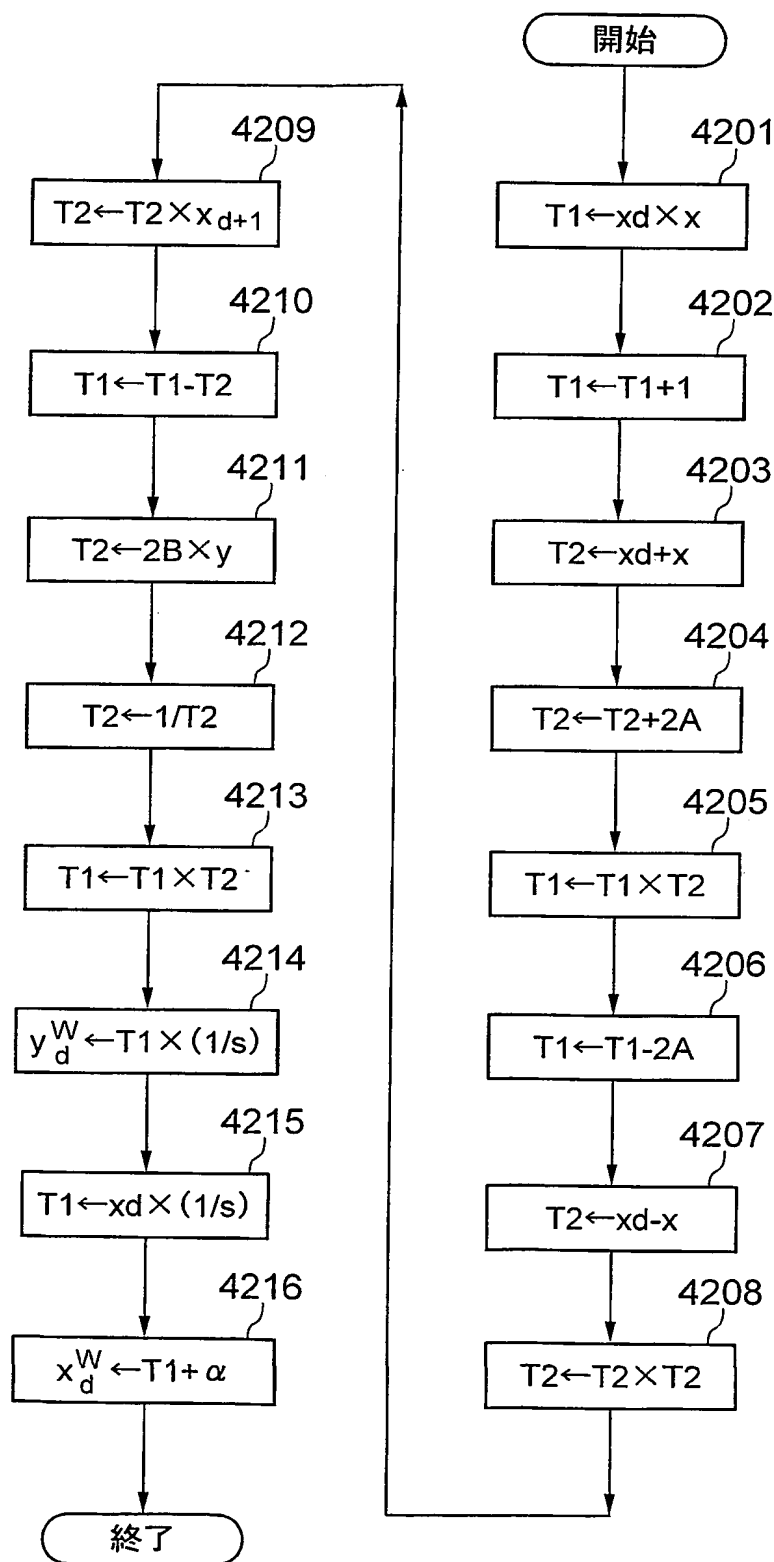 開始
4201
T1←xd×x
4202
T1←T1+1
4203
T2←xd+x
4204
T2←T2+2A
4205
T1←T1×T2
4206
T1←T1-2A
4207
T2←xd-x
4208
T2←T2×T2
4209
T2←T2×x_{d+1}
4210
T1←T1-T2
4211
T2←2B×y
4212
T2←1/T2
4213
T1←T1×T2
4214
y_d^W←T1×(1/s)
4215
T1←xd×(1/s)
4216
x_d^W←T1+α
終了